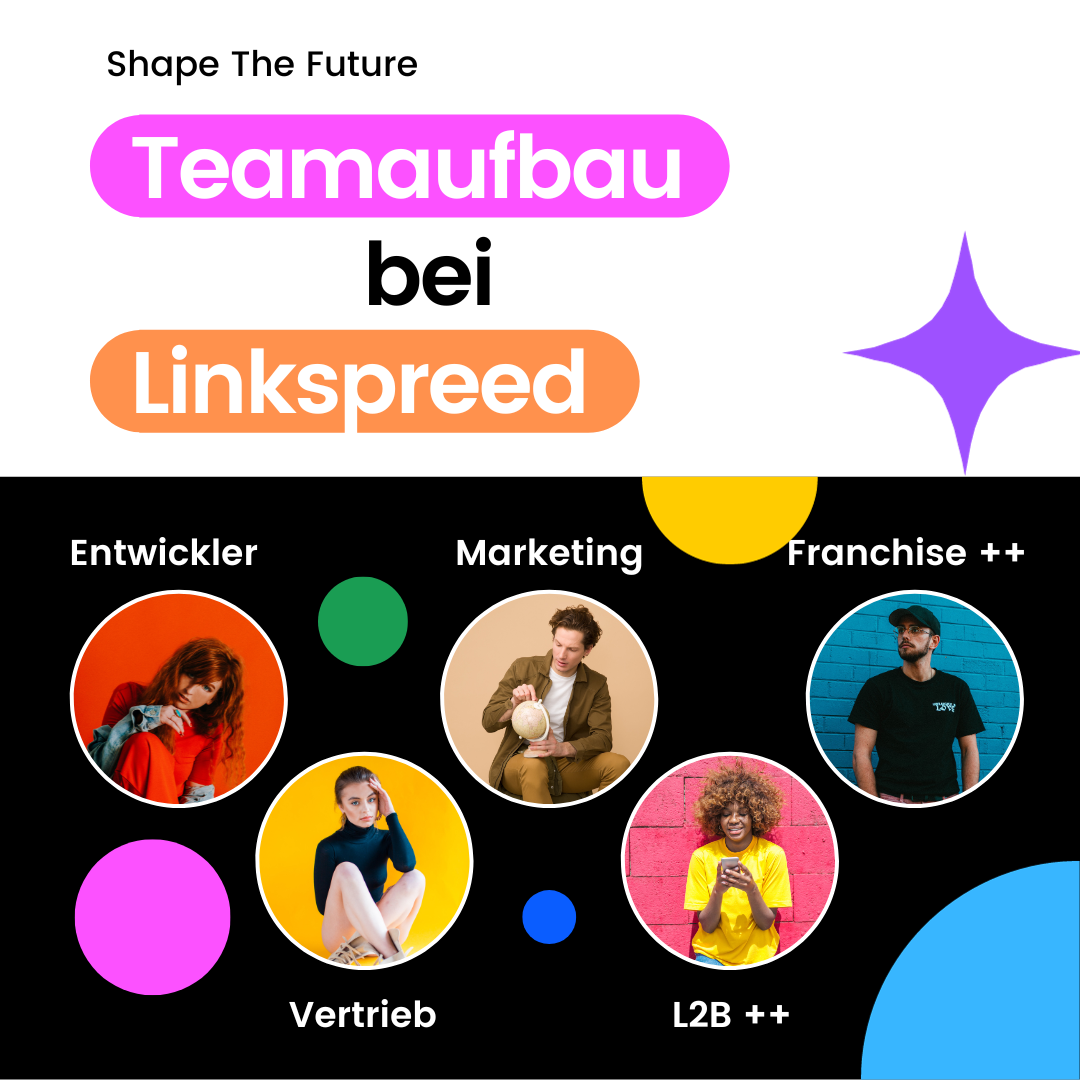 Shape The Future
Teamaufbau
bei
Linkspreed
Entwickler
Marketing
Franchise ++
Vertrieb
L2B ++